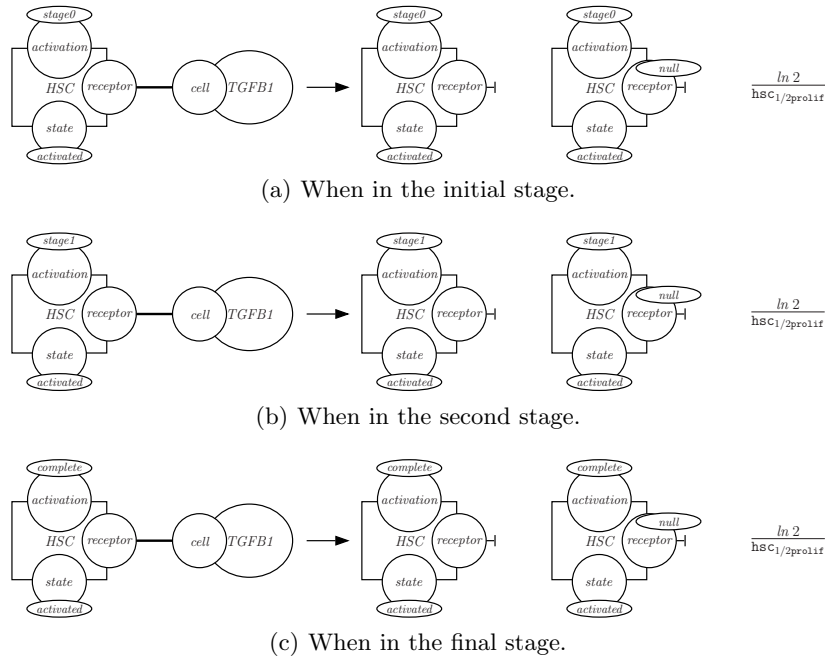 stage0 stage0 stage0
activation activation activation
null
HSC receptor cell TGFB1 HSC receptor HSC receptor ln 2 / hsc1/2prolif
state state state
activated activated activated
(a) When in the initial stage.
stage1 stage1 stage1
activation activation activation
null
HSC receptor cell TGFB1 HSC receptor HSC receptor ln 2 / hsc1/2prolif
state state state
activated activated activated
(b) When in the second stage.
complete complete complete
activation activation activation
null
HSC receptor cell TGFB1 HSC receptor HSC receptor ln 2 / hsc1/2prolif
state state state
activated activated activated
(c) When in the final stage.